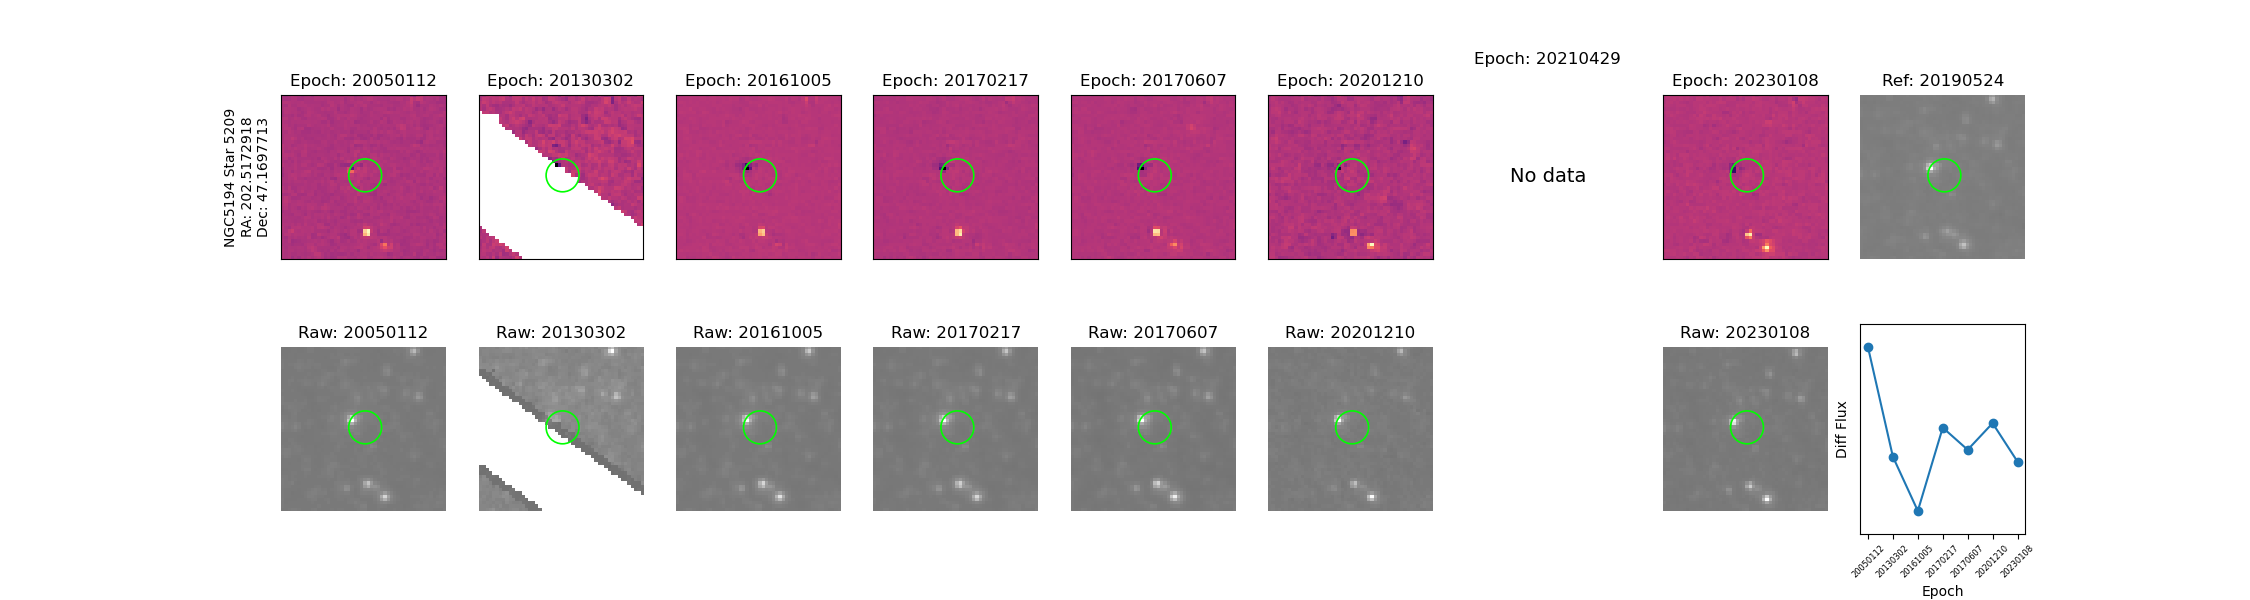 NGC5194 Star 5209
RA: 202.5172918
Dec: 47.1697713
Epoch: 20050112
Epoch: 20130302
Epoch: 20161005
Epoch: 20170217
Epoch: 20170607
Epoch: 20201210
Epoch: 20210429
Epoch: 20230108
Ref: 20190524
No data
Raw: 20050112
Raw: 20130302
Raw: 20161005
Raw: 20170217
Raw: 20170607
Raw: 20201210
Raw: 20230108
Diff Flux
20050112
20130302
20161005
20170217
20170607
20201210
20230108
Epoch